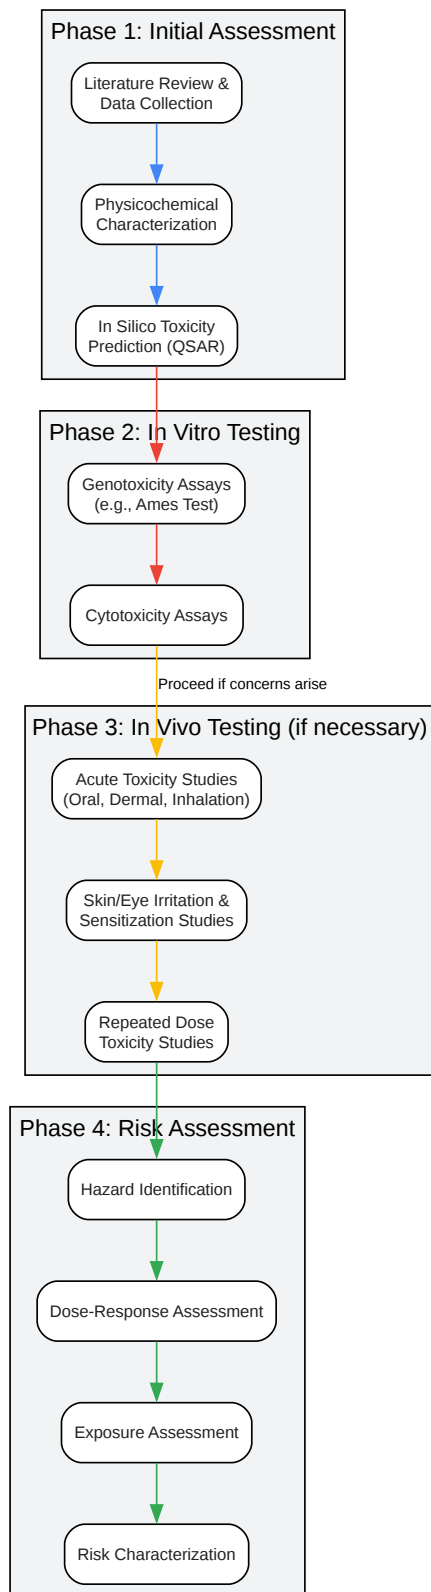 Phase 1: Initial Assessment
Literature Review &
Data Collection
Physicochemical
Characterization
In Silico Toxicity
Prediction (QSAR)
Phase 2: In Vitro Testing
Genotoxicity Assays
(e.g., Ames Test)
Cytotoxicity Assays
Proceed if concerns arise
Phase 3: In Vivo Testing (if necessary)
Acute Toxicity Studies
(Oral, Dermal, Inhalation)
Skin/Eye Irritation &
Sensitization Studies
Repeated Dose
Toxicity Studies
Phase 4: Risk Assessment
Hazard Identification
Dose-Response Assessment
Exposure Assessment
Risk Characterization